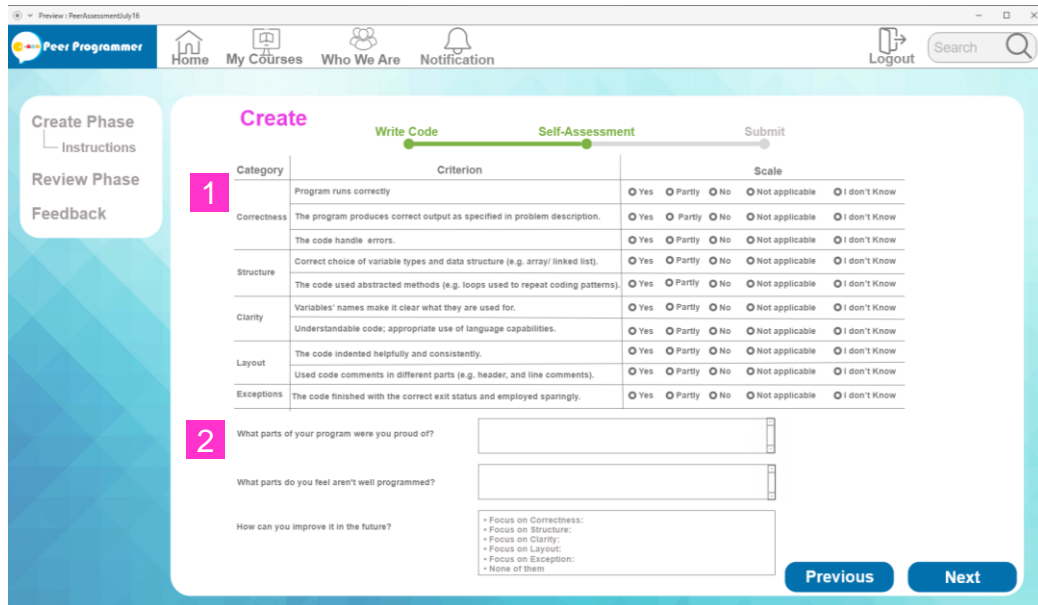 Preview : PeerAssessmentJuly16
Peer Programmer
Home My Courses Who We Are Notification Logout Search
Create Phase
Instructions
Review Phase
Feedback
Create
Write Code Self-Assessment Submit
Category Criterion Scale
1
Correctness
Program runs correctly Yes Partly No Not applicable I don't Know
The program produces correct output as specified in problem description. Yes Partly No Not applicable I don't Know
The code handle errors. Yes Partly No Not applicable I don't Know
Structure
Correct choice of variable types and data structure (e.g. array/ linked list). Yes Partly No Not applicable I don't Know
The code used abstracted methods (e.g. loops used to repeat coding patterns). Yes Partly No Not applicable I don't Know
Clarity
Variables' names make it clear what they are used for. Yes Partly No Not applicable I don't Know
Understandable code; appropriate use of language capabilities. Yes Partly No Not applicable I don't Know
Layout
The code indented helpfully and consistently. Yes Partly No Not applicable I don't Know
Used code comments in different parts (e.g. header, and line comments). Yes Partly No Not applicable I don't Know
Exceptions The code finished with the correct exit status and employed sparingly. Yes Partly No Not applicable I don't Know
2
What parts of your program were you proud of?
What parts do you feel aren't well programmed?
How can you improve it in the future?
• Focus on Correctness:
• Focus on Structure:
• Focus on Clarity:
• Focus on Layout:
• Focus on Exception:
• None of them
Previous Next